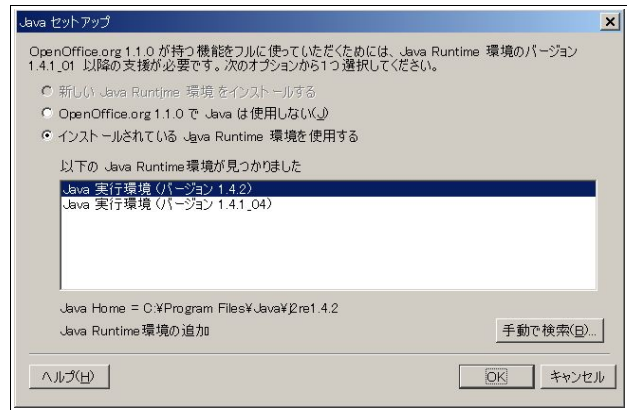 Java セットアップ
OpenOffice.org 1.1.0 が持つ機能をフルに使っていただくためには、Java Runtime 環境のバージョン
1.4.1_01 以降の支援が必要です。次のオプションから1つ選択してください。
新しい Java Runtime 環境をインストールする
OpenOffice.org 1.1.0 で Java は使用しない(J)
インストールされている Java Runtime 環境を使用する
以下の Java Runtime環境が見つかりました
Java 実行環境 (バージョン 1.4.2)
Java 実行環境 (バージョン 1.4.1_04)
Java Home = C:¥Program Files¥Java¥j2re1.4.2
Java Runtime環境の追加
手動で検索(B)...
ヘルプ(H)
OK
キャンセル